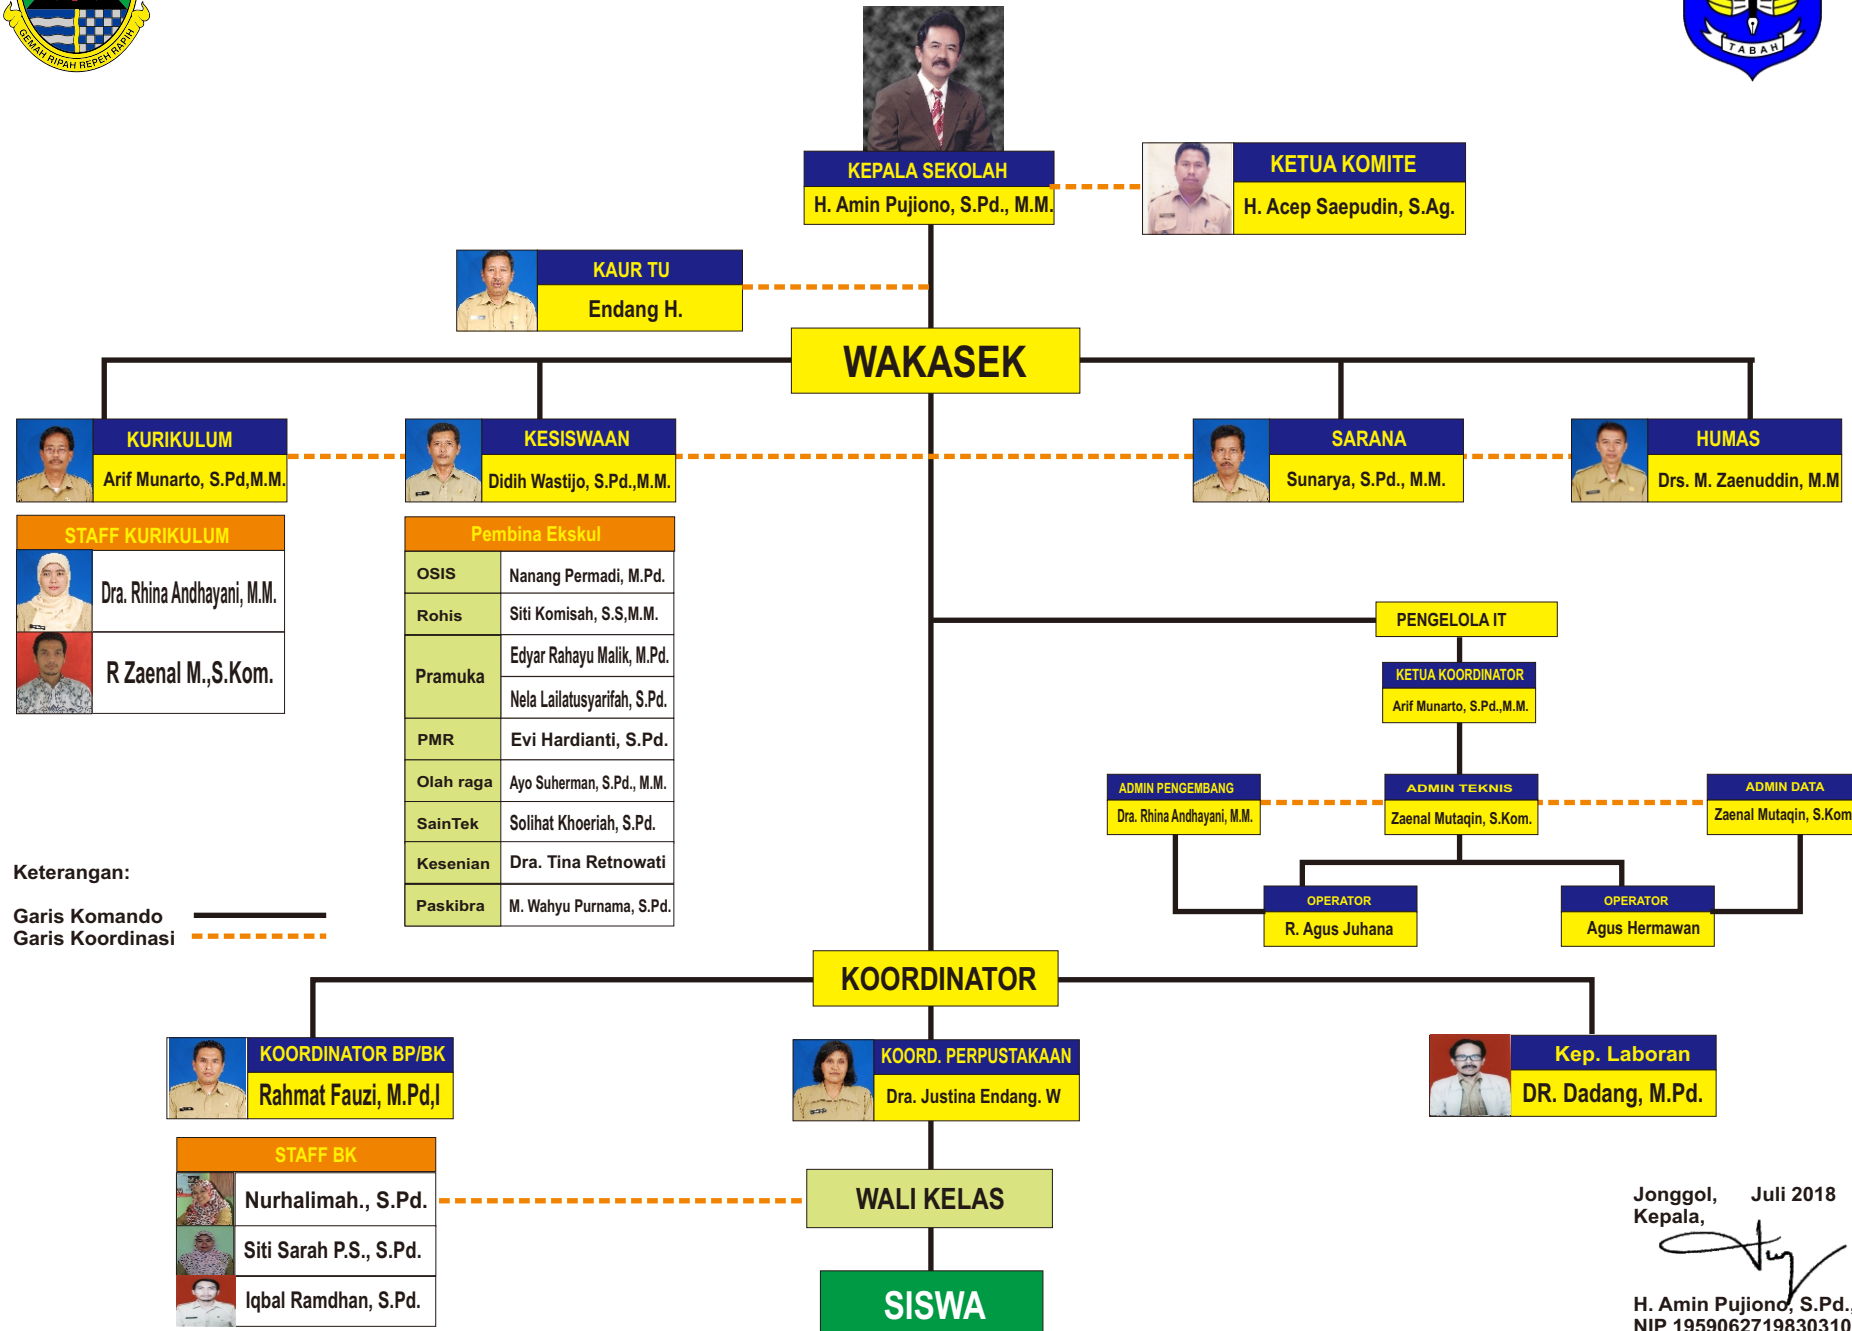 GEMAH RIPAH REPEH RAPIH
TABAH
KEPALA SEKOLAH
H. Amin Pujiono, S.Pd., M.M.
KETUA KOMITE
H. Acep Saepudin, S.Ag.
KAUR TU
Endang H.
WAKASEK
KURIKULUM
Arif Munarto, S.Pd,M.M.
KESISWAAN
Didih Wastijo, S.Pd.,M.M.
SARANA
Sunarya, S.Pd., M.M.
HUMAS
Drs. M. Zaenuddin, M.M
STAFF KURIKULUM
Dra. Rhina Andhayani, M.M.
R Zaenal M.,S.Kom.
Pembina Ekskul
OSIS Nanang Permadi, M.Pd.
Rohis Siti Komisah, S.S,M.M.
Pramuka Edyar Rahayu Malik, M.Pd.
Nela Lailatusyarifah, S.Pd.
PMR Evi Hardianti, S.Pd.
Olah raga Ayo Suherman, S.Pd., M.M.
SainTek Solihat Khoeriah, S.Pd.
Kesenian Dra. Tina Retnowati
Paskibra M. Wahyu Purnama, S.Pd.
PENGELOLA IT
KETUA KOORDINATOR
Arif Munarto, S.Pd.,M.M.
ADMIN PENGEMBANG
Dra. Rhina Andhayani, M.M.
ADMIN TEKNIS
Zaenal Mutaqin, S.Kom.
ADMIN DATA
Zaenal Mutaqin, S.Kom
OPERATOR
R. Agus Juhana
OPERATOR
Agus Hermawan
Keterangan:
Garis Komando
Garis Koordinasi
KOORDINATOR
KOORDINATOR BP/BK
Rahmat Fauzi, M.Pd,I
KOORD. PERPUSTAKAAN
Dra. Justina Endang. W
Kep. Laboran
DR. Dadang, M.Pd.
STAFF BK
Nurhalimah., S.Pd.
Siti Sarah P.S., S.Pd.
Iqbal Ramdhan, S.Pd.
WALI KELAS
SISWA
Jonggol, Juli 2018
Kepala,
H. Amin Pujiono, S.Pd.,
NIP 1959062719830310